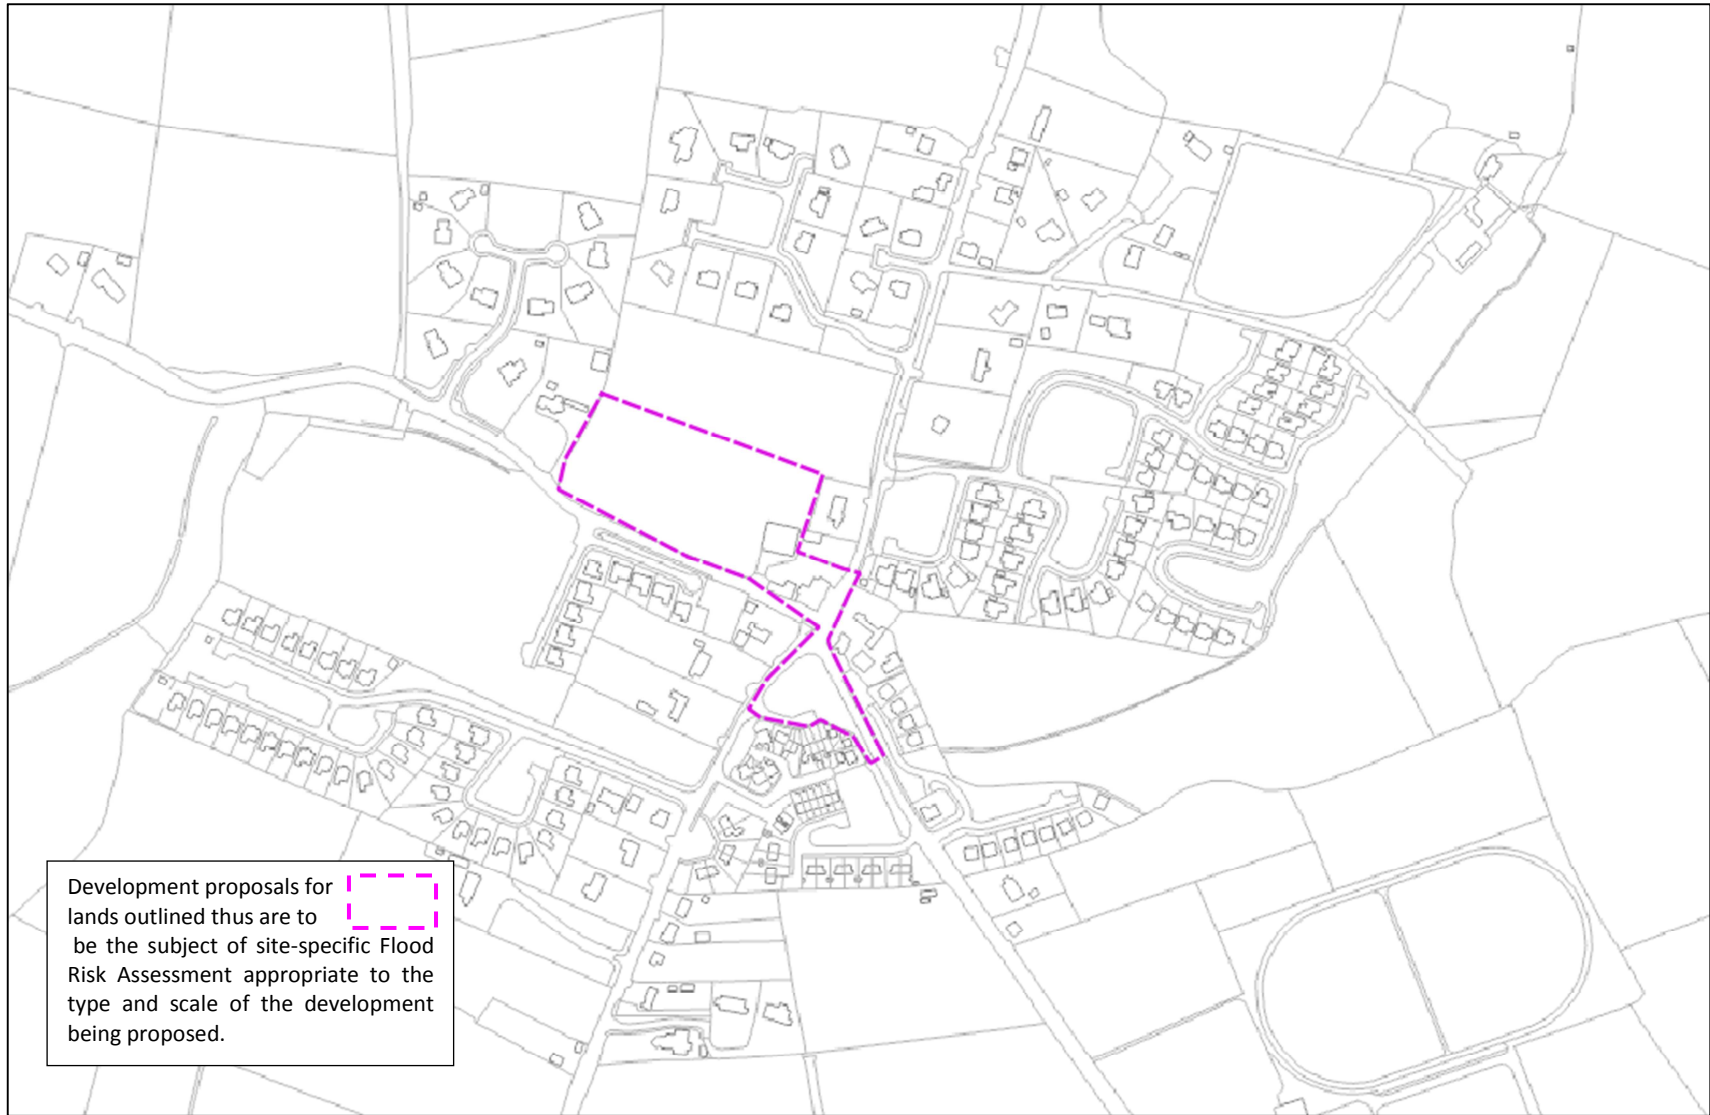 Development proposals for
lands outlined thus are to
be the subject of site-specific Flood
Risk Assessment appropriate to the
type and scale of the development
being proposed.